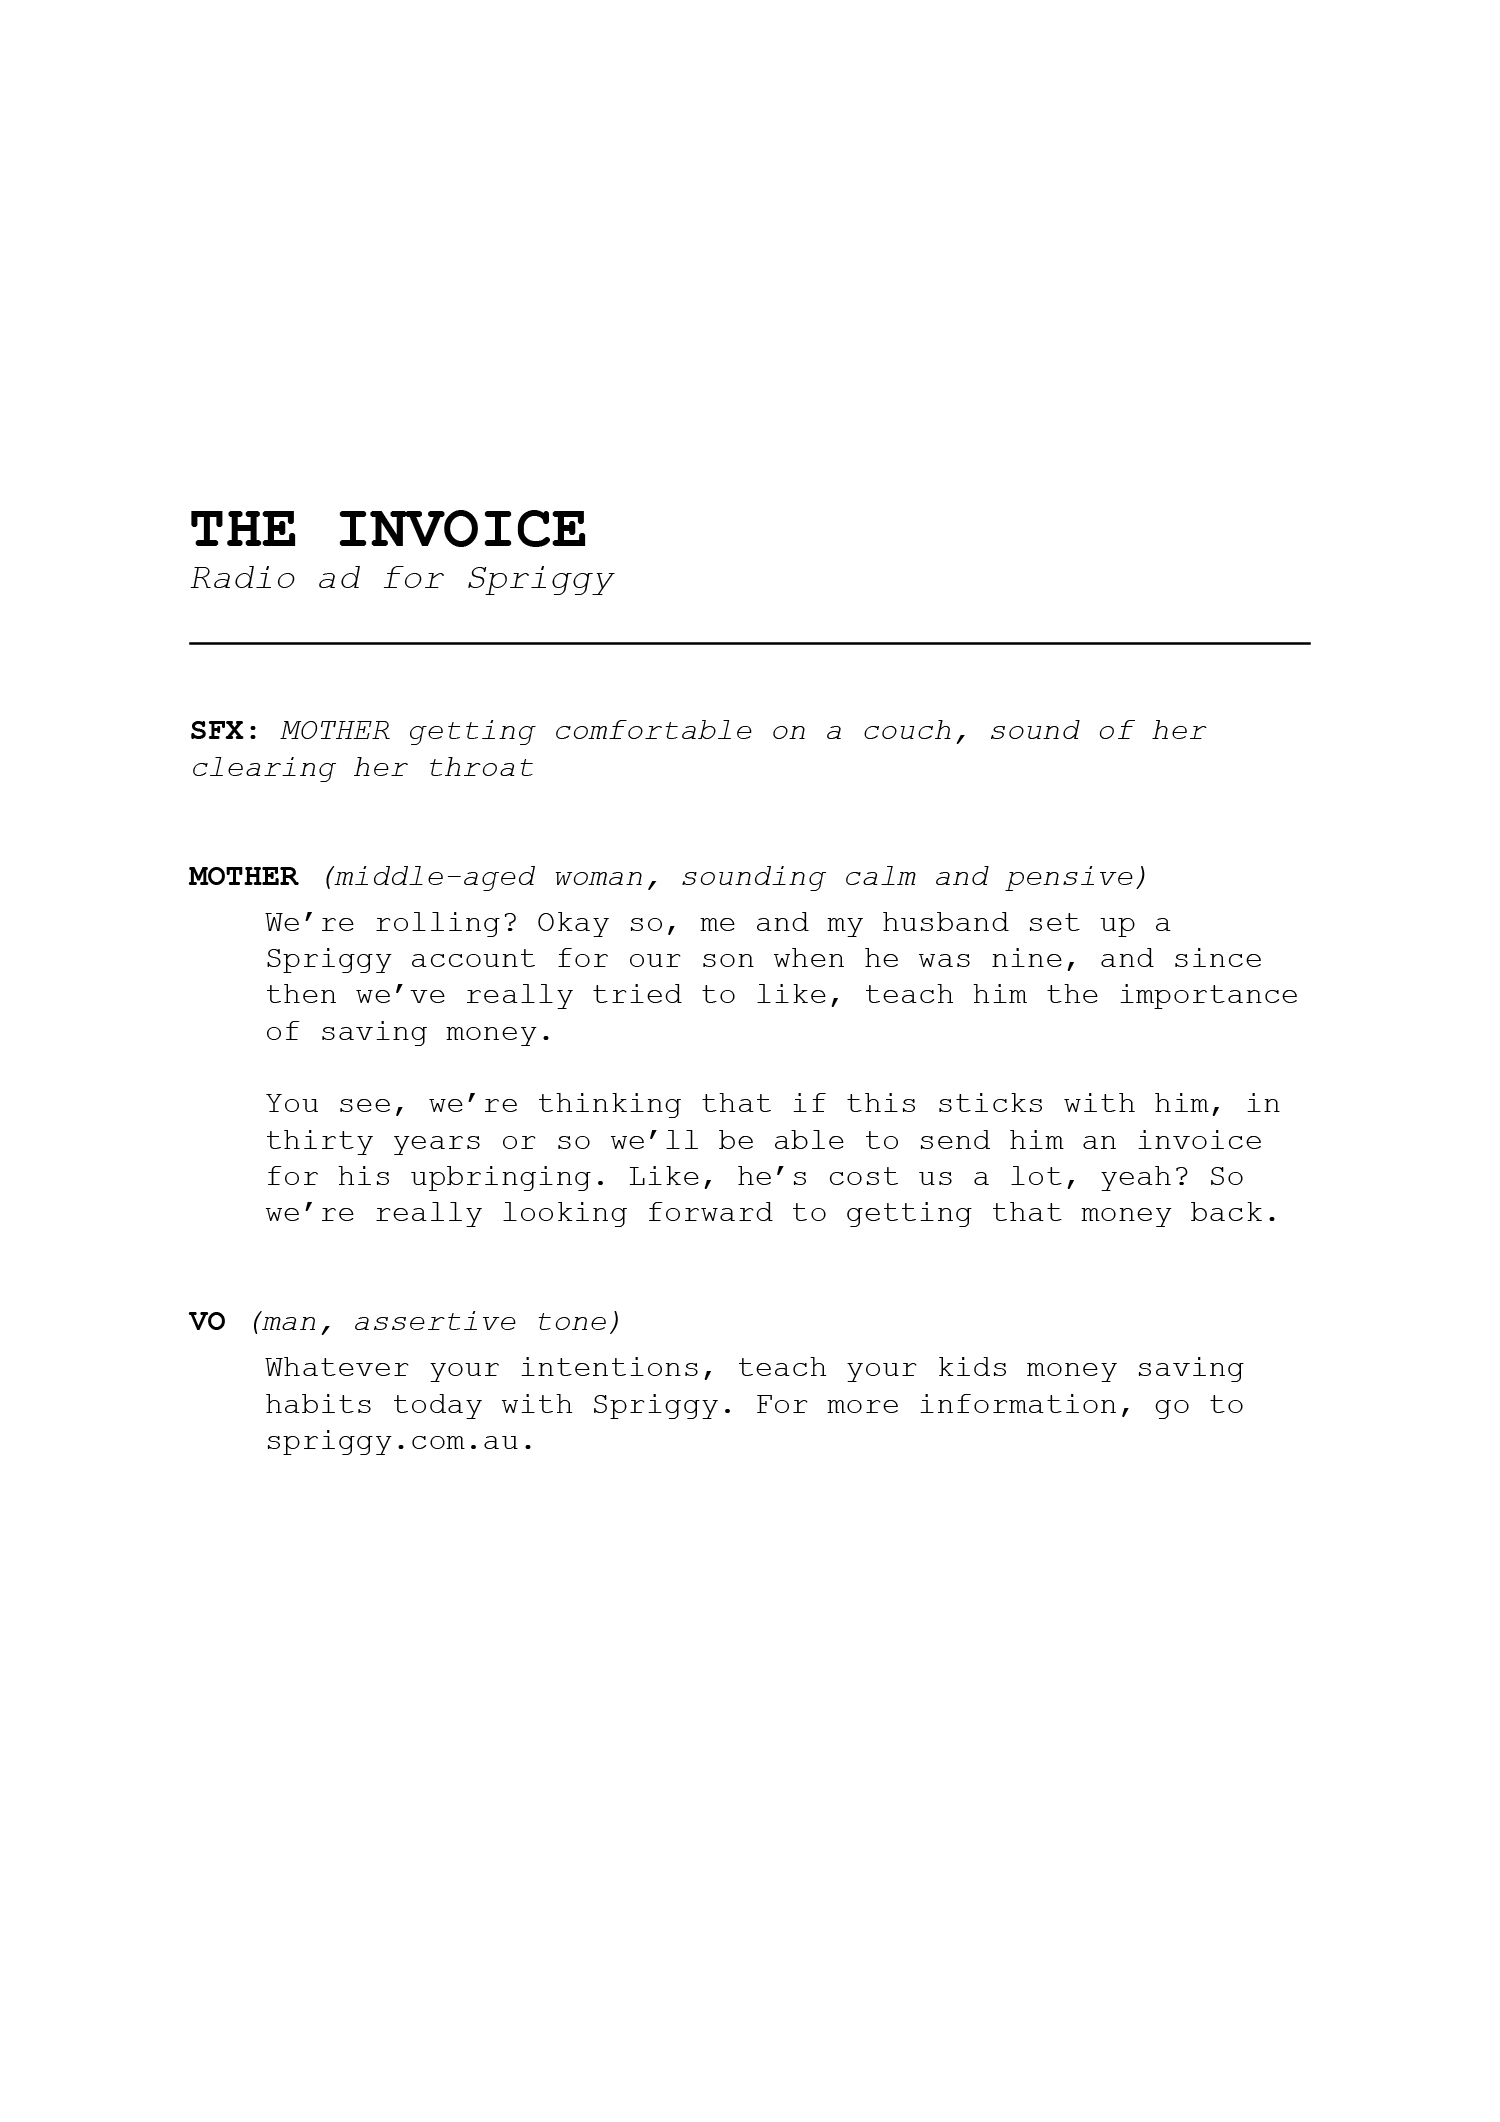 THE INVOICE
Radio ad for Spriggy
SFX: MOTHER getting comfortable on a couch, sound of her
clearing her throat
MOTHER (middle-aged woman, sounding calm and pensive)
We’re rolling? Okay so, me and my husband set up a
Spriggy account for our son when he was nine, and since
then we’ve really tried to like, teach him the importance
of saving money.
You see, we’re thinking that if this sticks with him, in
thirty years or so we’ll be able to send him an invoice
for his upbringing. Like, he’s cost us a lot, yeah? So
we’re really looking forward to getting that money back.
VO (man, assertive tone)
Whatever your intentions, teach your kids money saving
habits today with Spriggy. For more information, go to
spriggy.com.au.